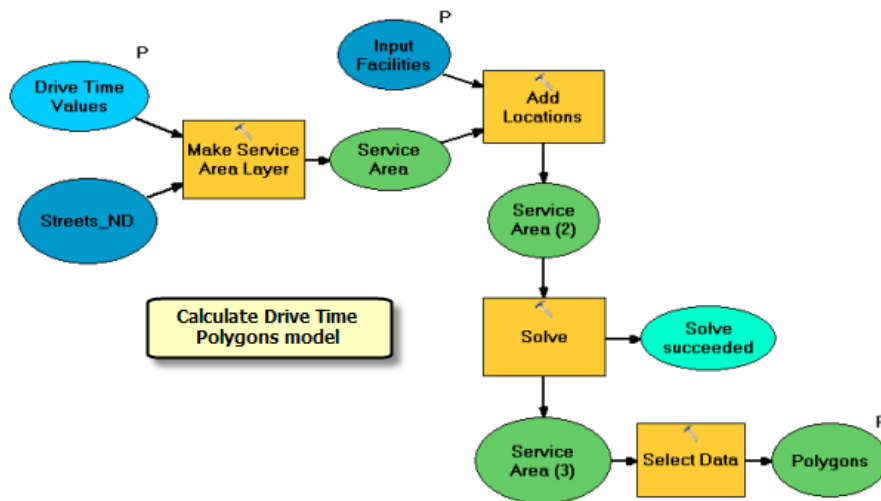 P
Drive Time
Values
Streets_ND
Make Service
Area Layer
Service
Area
P
Input
Facilities
Add
Locations
Service
Area (2)
Calculate Drive Time
Polygons model
Solve
Solve
succeeded
Service
Area (3)
Select Data
Polygons
P